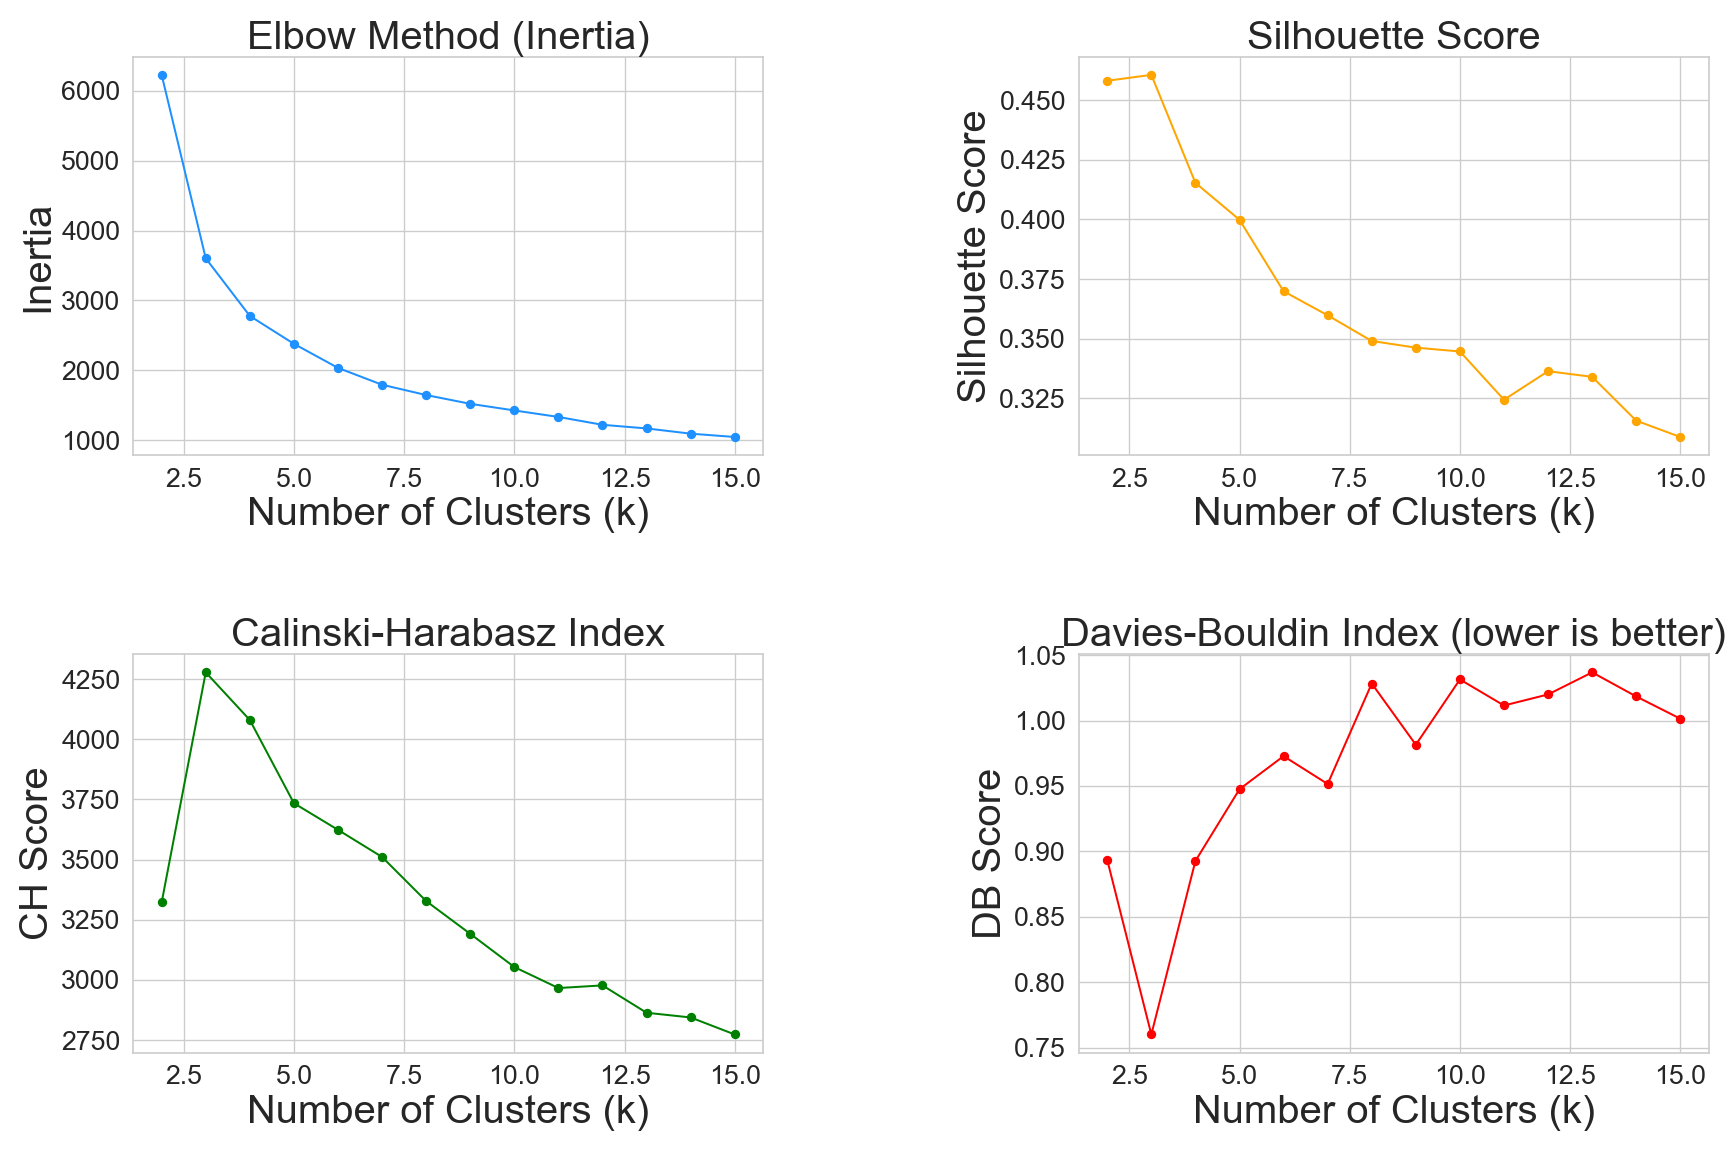 Elbow Method (Inertia)
6000
5000
4000
3000
2000
1000
Inertia
2.5 5.0 7.5 10.0 12.5 15.0
Number of Clusters (k)
Silhouette Score
0.450
0.425
0.400
0.375
0.350
0.325
Silhouette Score
2.5 5.0 7.5 10.0 12.5 15.0
Number of Clusters (k)
Calinski-Harabasz Index
4250
4000
3750
3500
3250
3000
2750
CH Score
2.5 5.0 7.5 10.0 12.5 15.0
Number of Clusters (k)
Davies-Bouldin Index (lower is better)
1.05
1.00
0.95
0.90
0.85
0.80
0.75
DB Score
2.5 5.0 7.5 10.0 12.5 15.0
Number of Clusters (k)